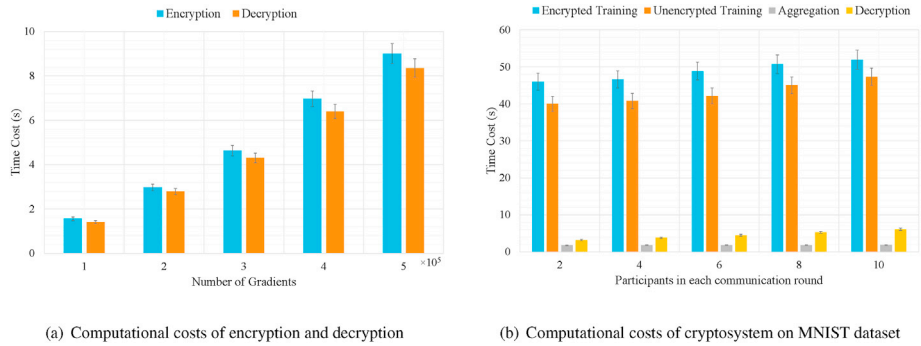 Encryption Decryption
10
8
6
4
2
0
Time Cost (s)
1 2 3 4 5 ×10⁵
Number of Gradients
(a) Computational costs of encryption and decryption
Encrypted Training Unencrypted Training Aggregation Decryption
60
50
40
30
20
10
0
Time Cost (s)
2 4 6 8 10
Participants in each communication round
(b) Computational costs of cryptosystem on MNIST dataset